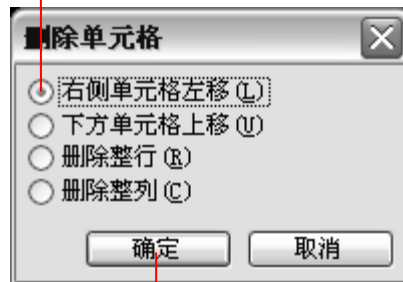 删除单元格
右侧单元格左移(L)
下方单元格上移(U)
删除整行(R)
删除整列(C)
确定 取消